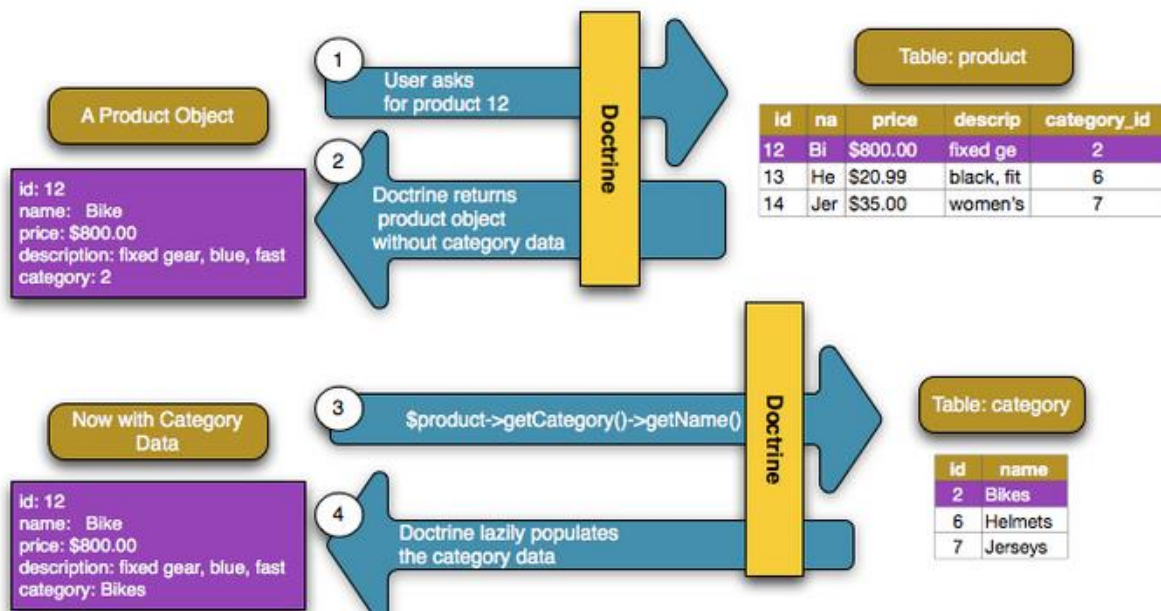 1
User asks
for product 12
Doctrine
Table: product
id na price descrip category_id
12 Bi $800.00 fixed ge 2
13 He $20.99 black, fit 6
14 Jer $35.00 women's 7
A Product Object
id: 12
name: Bike
price: $800.00
description: fixed gear, blue, fast
category: 2
2
Doctrine returns
product object
without category data
3
$product->getCategory()->getName()
Doctrine
Table: category
id name
2 Bikes
6 Helmets
7 Jerseys
Now with Category
Data
id: 12
name: Bike
price: $800.00
description: fixed gear, blue, fast
category: Bikes
4
Doctrine lazily populates
the category data